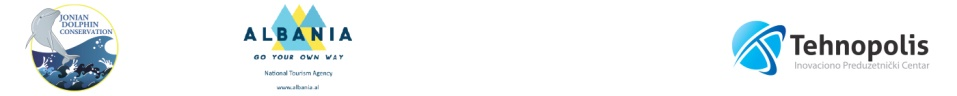 JONIAN
DOLPHIN
CONSERVATION
ALBANIA
GO YOUR OWN WAY
National Tourism Agency
www.albania.al
Tehnopolis
Inovaciono Preduzetnički Centar